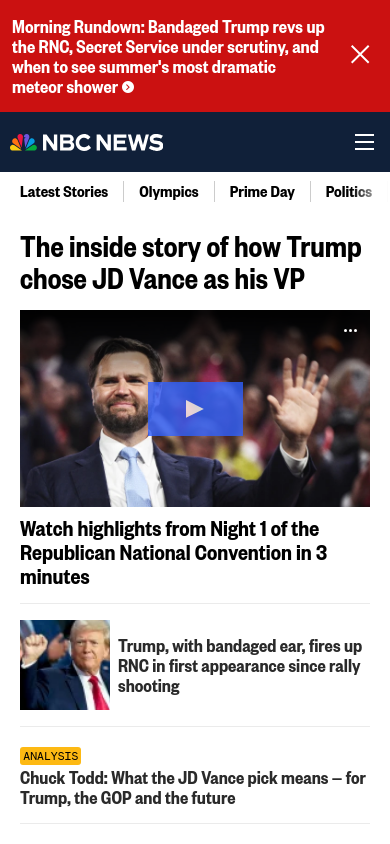 Morning Rundown: Bandaged Trump revs up
the RNC, Secret Service under scrutiny, and
when to see summer's most dramatic
meteor shower
NBC NEWS
Latest Stories
Olympics
Prime Day
Politics
The inside story of how Trump
chose JD Vance as his VP
Watch highlights from Night 1 of the
Republican National Convention in 3
minutes
Trump, with bandaged ear, fires up
RNC in first appearance since rally
shooting
ANALYSIS
Chuck Todd: What the JD Vance pick means — for
Trump, the GOP and the future